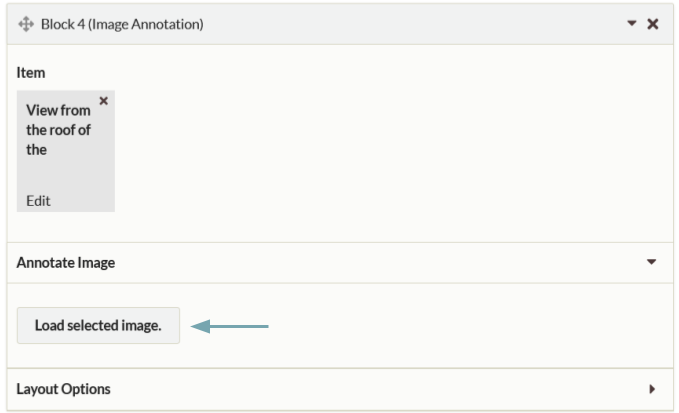 Block 4 (Image Annotation)
Item
View from
the roof of
the
Edit
Annotate Image
Load selected image.
Layout Options